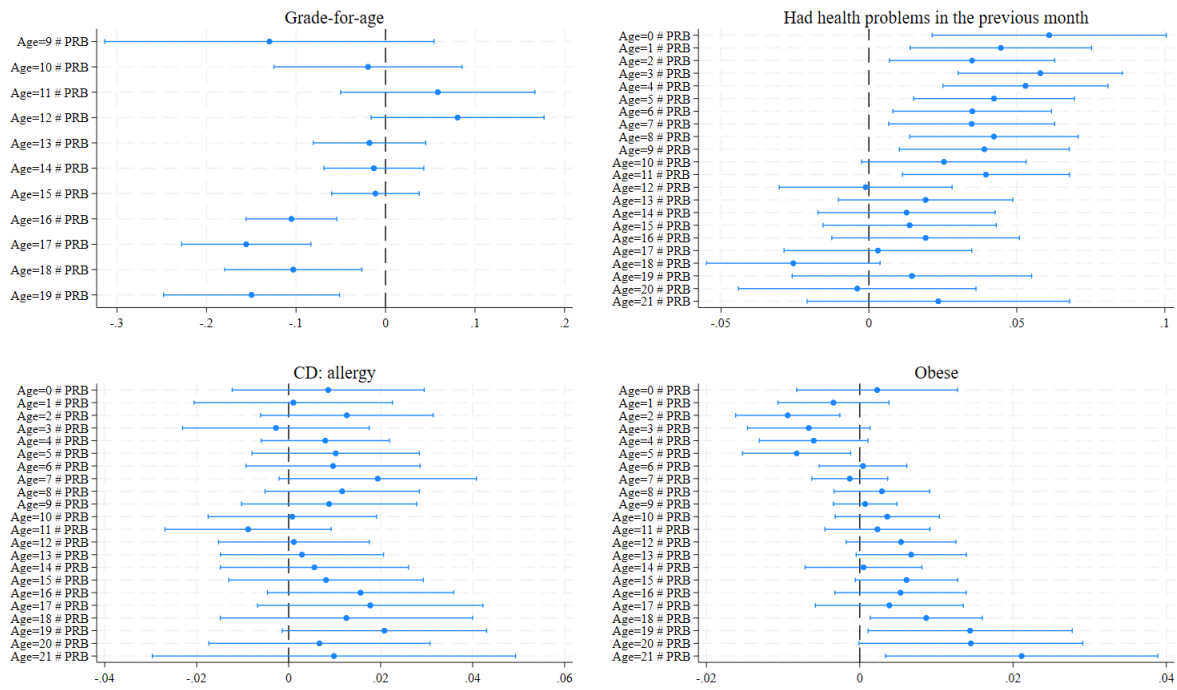 Grade-for-age
Age=9 # PRB
Age=10 # PRB
Age=11 # PRB
Age=12 # PRB
Age=13 # PRB
Age=14 # PRB
Age=15 # PRB
Age=16 # PRB
Age=17 # PRB
Age=18 # PRB
Age=19 # PRB
-.3 -.2 -.1 0 .1 .2
Had health problems in the previous month
Age=0 # PRB
Age=1 # PRB
Age=2 # PRB
Age=3 # PRB
Age=4 # PRB
Age=5 # PRB
Age=6 # PRB
Age=7 # PRB
Age=8 # PRB
Age=9 # PRB
Age=10 # PRB
Age=11 # PRB
Age=12 # PRB
Age=13 # PRB
Age=14 # PRB
Age=15 # PRB
Age=16 # PRB
Age=17 # PRB
Age=18 # PRB
Age=19 # PRB
Age=20 # PRB
Age=21 # PRB
-.05 0 .05 .1
CD: allergy
Age=0 # PRB
Age=1 # PRB
Age=2 # PRB
Age=3 # PRB
Age=4 # PRB
Age=5 # PRB
Age=6 # PRB
Age=7 # PRB
Age=8 # PRB
Age=9 # PRB
Age=10 # PRB
Age=11 # PRB
Age=12 # PRB
Age=13 # PRB
Age=14 # PRB
Age=15 # PRB
Age=16 # PRB
Age=17 # PRB
Age=18 # PRB
Age=19 # PRB
Age=20 # PRB
Age=21 # PRB
-.04 -.02 0 .02 .04 .06
Obese
Age=0 # PRB
Age=1 # PRB
Age=2 # PRB
Age=3 # PRB
Age=4 # PRB
Age=5 # PRB
Age=6 # PRB
Age=7 # PRB
Age=8 # PRB
Age=9 # PRB
Age=10 # PRB
Age=11 # PRB
Age=12 # PRB
Age=13 # PRB
Age=14 # PRB
Age=15 # PRB
Age=16 # PRB
Age=17 # PRB
Age=18 # PRB
Age=19 # PRB
Age=20 # PRB
Age=21 # PRB
-.02 0 .02 .04